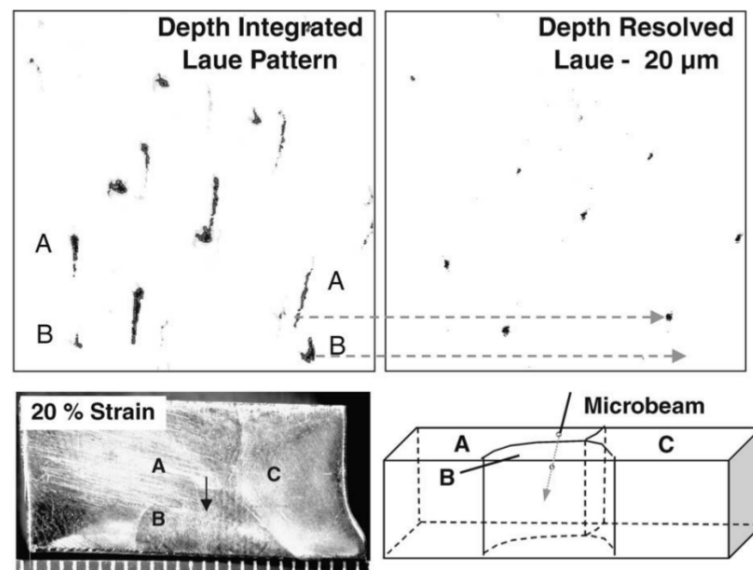 Depth Integrated
Laue Pattern
Depth Resolved
Laue - 20 µm
A
A
B
B
20 % Strain
Microbeam
A
C
A
C
B
B